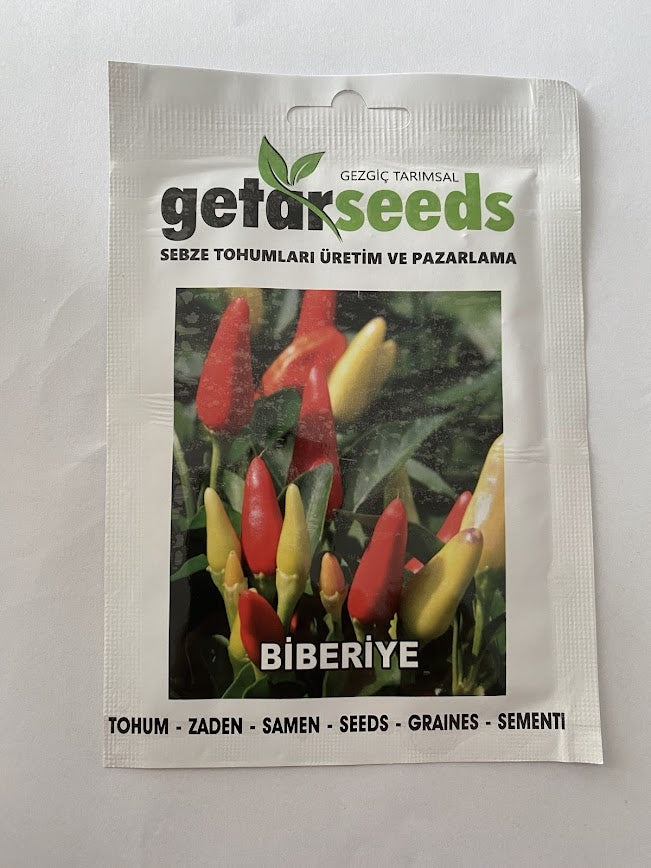 GEZGİÇ TARIMSAL
getarseeds
SEBZE TOHUMLARI ÜRETİM VE PAZARLAMA
BİBERİYE
TOHUM - ZADEN - SAMEN - SEEDS - GRAINES - SEMENTI